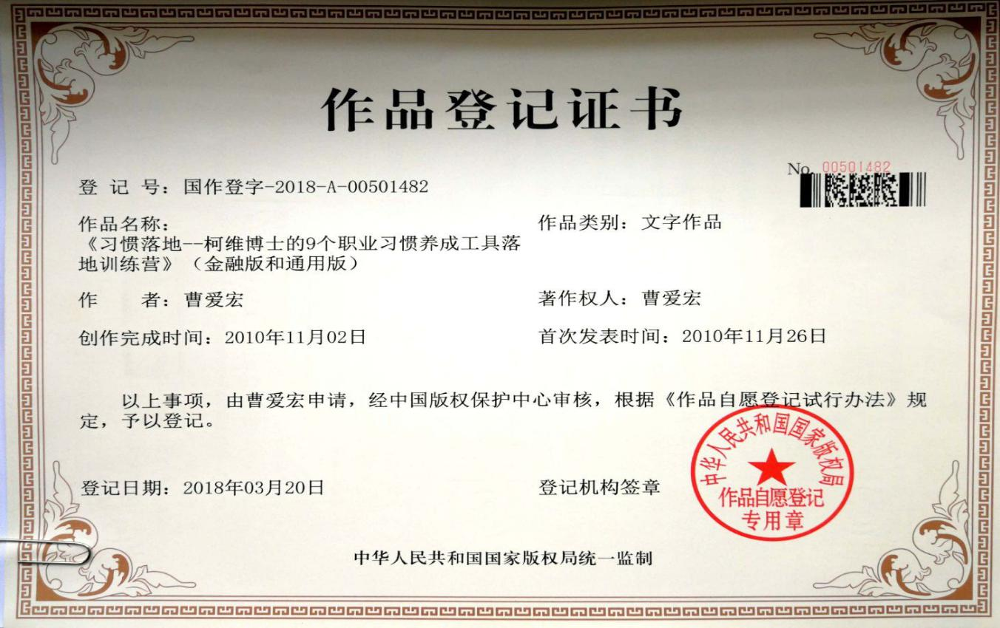 作品登记证书
No. 00501482
登 记 号：国作登字-2018-A-00501482
作品名称：
作品类别：文字作品
《习惯落地--柯维博士的9个职业习惯养成工具落
地训练营》（金融版和通用版）
作 者：曹爱宏
著作权人：曹爱宏
创作完成时间：2010年11月02日
首次发表时间：2010年11月26日
以上事项，由曹爱宏申请，经中国版权保护中心审核，根据《作品自愿登记试行办法》规
定，予以登记。
登记日期：2018年03月20日
登记机构签章
中华人民共和国国家版权局
作品自愿登记
专用章
中华人民共和国国家版权局统一监制